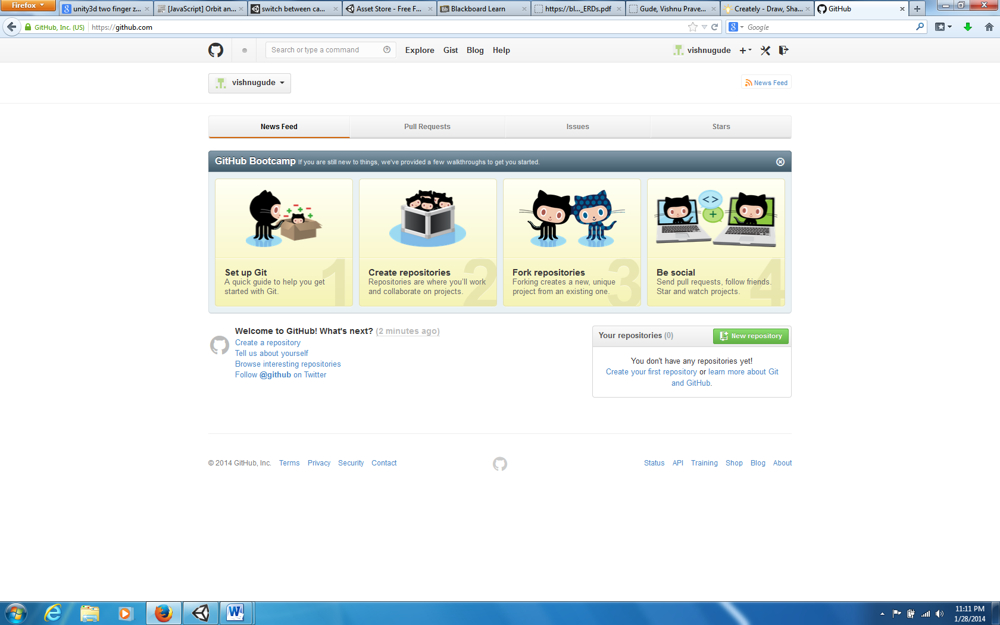 Firefox
unity3d two finger z...
[JavaScript] Orbit an...
switch between ca...
Asset Store - Free F...
Bb Blackboard Learn
https://bl..._ERDs.pdf
Gude, Vishnu Prave...
Creately - Draw, Sha...
GitHub
GitHub, Inc. (US) https://github.com
Google
Search or type a command
Explore Gist Blog Help
vishnugude
vishnugude
News Feed
News Feed Pull Requests Issues Stars
GitHub Bootcamp If you are still new to things, we've provided a few walkthroughs to get you started.
1
Set up Git
A quick guide to help you get
started with Git.
2
Create repositories
Repositories are where you'll work
and collaborate on projects.
3
Fork repositories
Forking creates a new, unique
project from an existing one.
4
Be social
Send pull requests, follow friends.
Star and watch projects.
Welcome to GitHub! What's next? (2 minutes ago)
Create a repository
Tell us about yourself
Browse interesting repositories
Follow @github on Twitter
Your repositories (0) New repository
You don't have any repositories yet!
Create your first repository or learn more about Git
and GitHub.
© 2014 GitHub, Inc. Terms Privacy Security Contact
Status API Training Shop Blog About
11:11 PM
1/28/2014